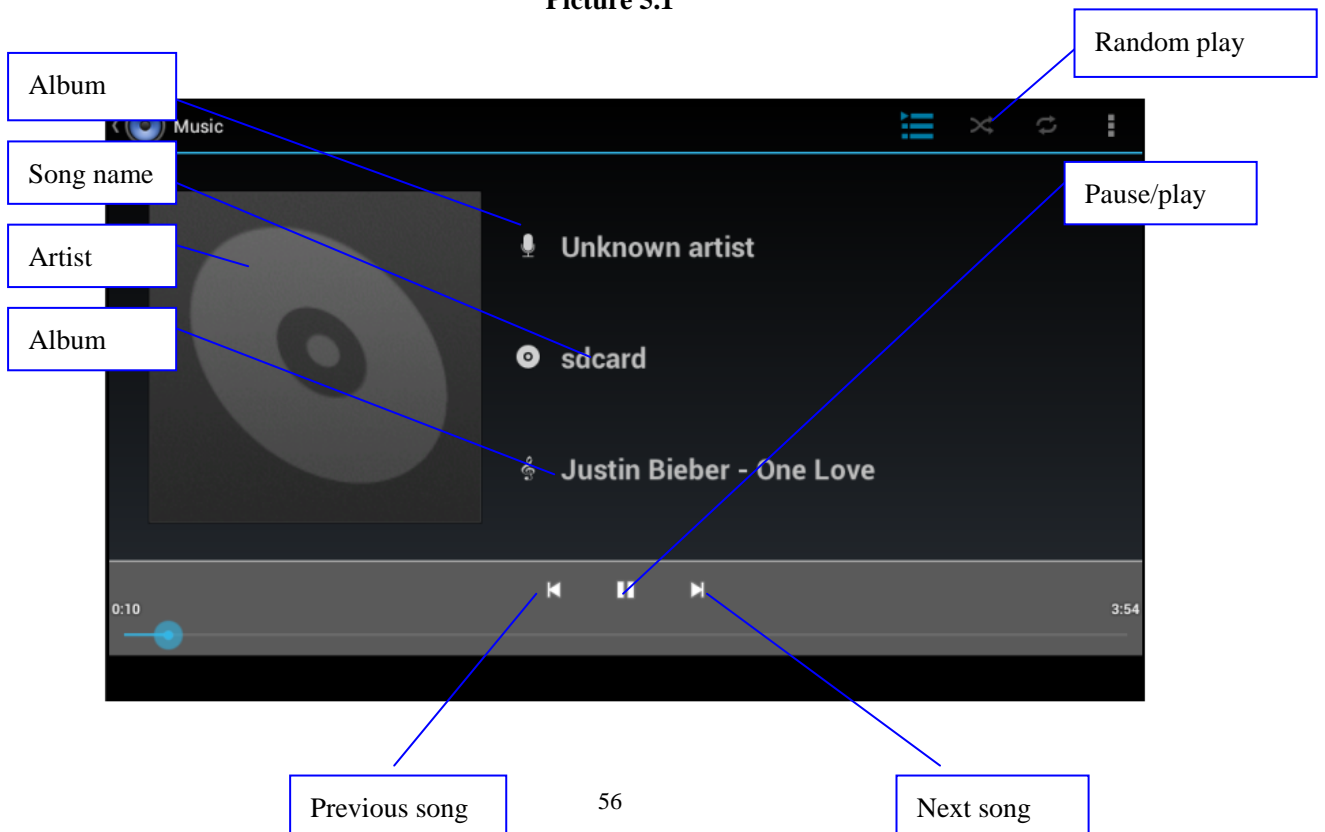 Picture 3.1
Random play
Album
Music
Song name
Pause/play
Unknown artist
Artist
Album
sdcard
Justin Bieber - One Love
0:10
3:54
Previous song
56
Next song